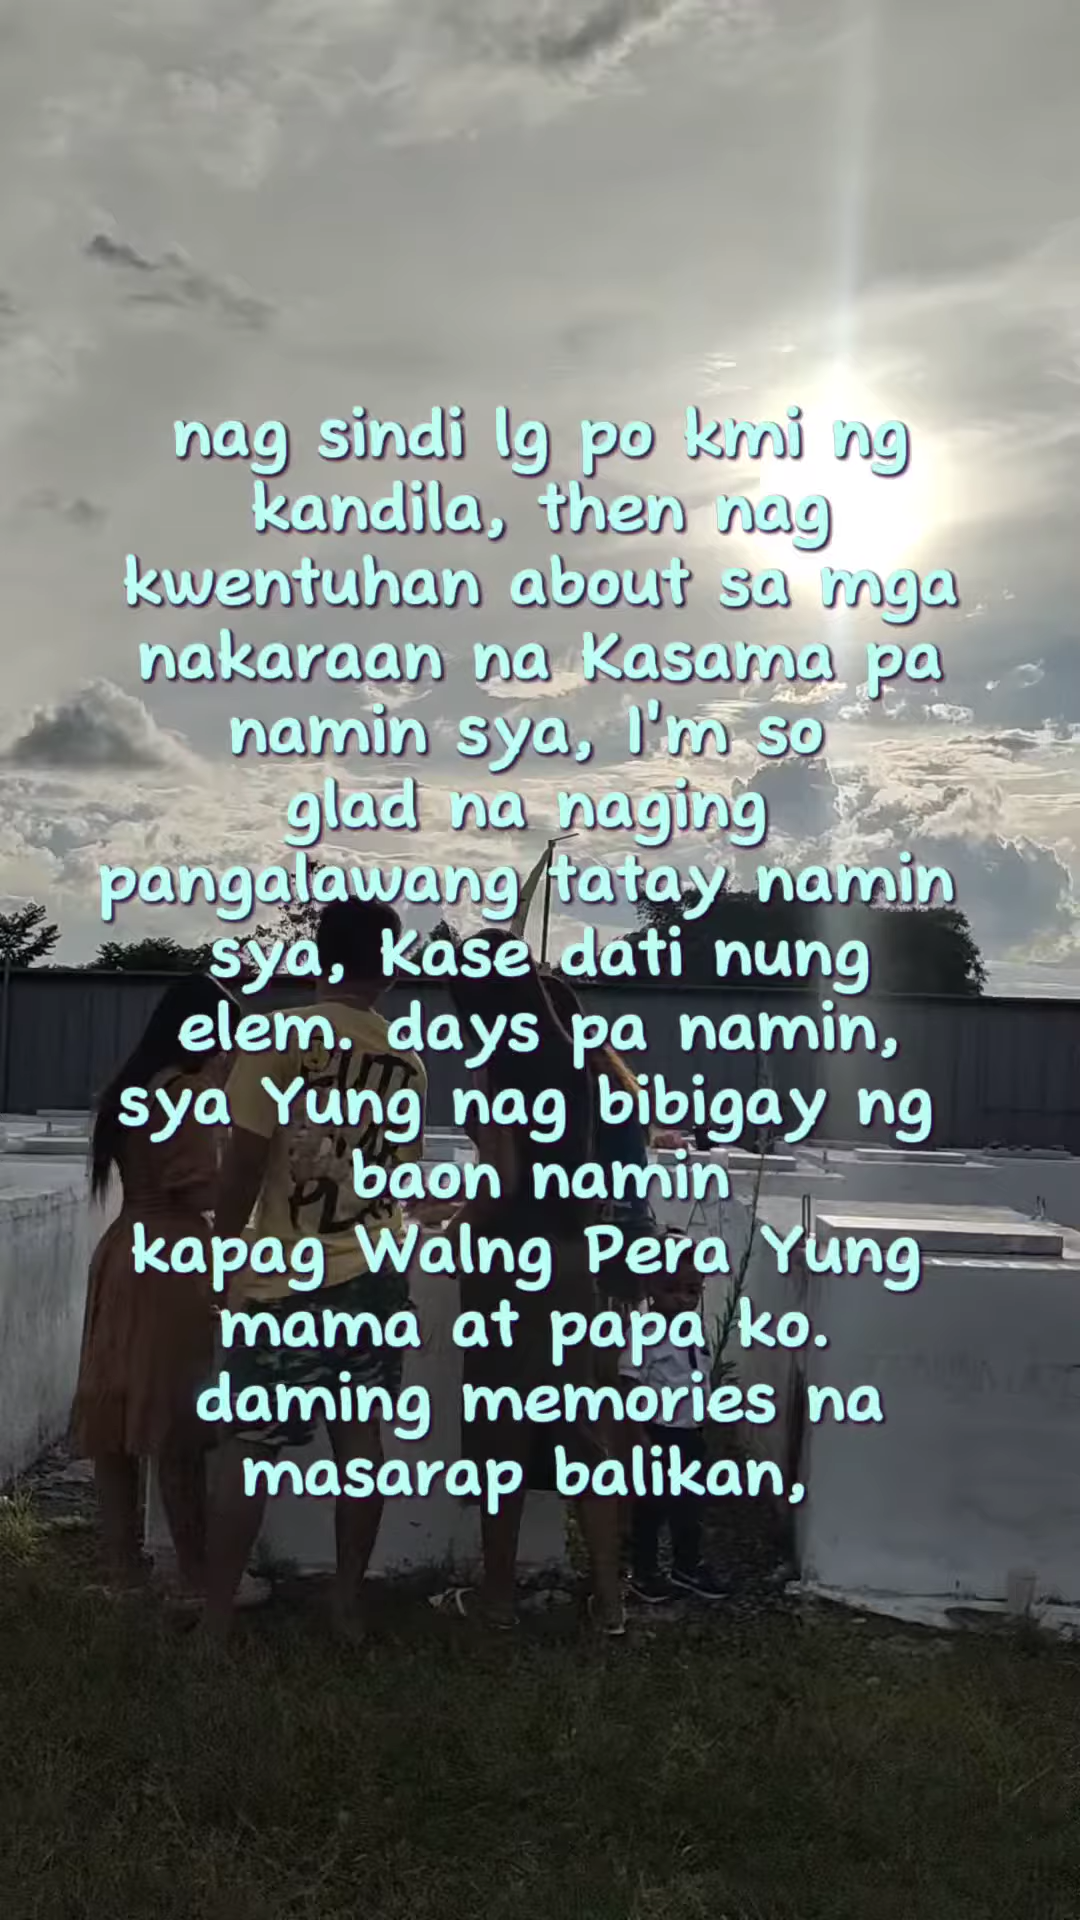 nag sindi lg po kmi ng
kandila, then nag
kwentuhan about sa mga
nakaraan na Kasama pa
namin sya, I'm so
glad na naging
pangalawang tatay namin
sya, Kase dati nung
elem. days pa namin,
sya Yung nag bibigay ng
baon namin
kapag Walng Pera Yung
mama at papa ko.
daming memories na
masarap balikan,